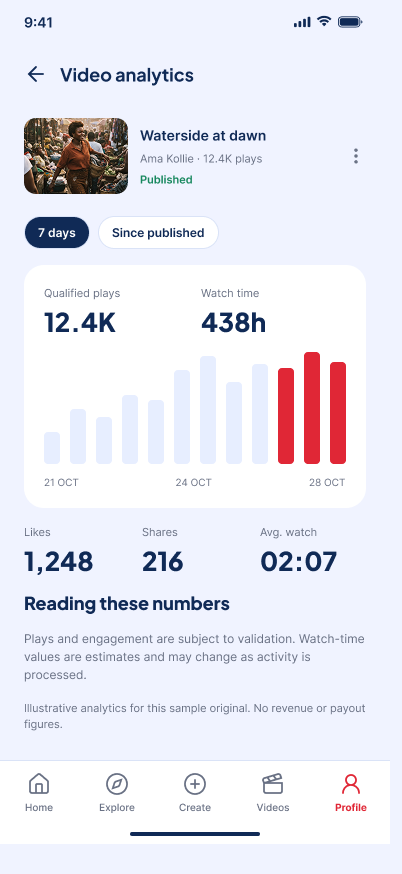 9:41
Video analytics
Waterside at dawn
Ama Kollie · 12.4K plays
Published
7 days
Since published
Qualified plays
Watch time
12.4K
438h
21 OCT
24 OCT
28 OCT
Likes
Shares
Avg. watch
1,248
216
02:07
Reading these numbers
Plays and engagement are subject to validation. Watch-time
values are estimates and may change as activity is
processed.
Illustrative analytics for this sample original. No revenue or payout
figures.
Home
Explore
Create
Videos
Profile